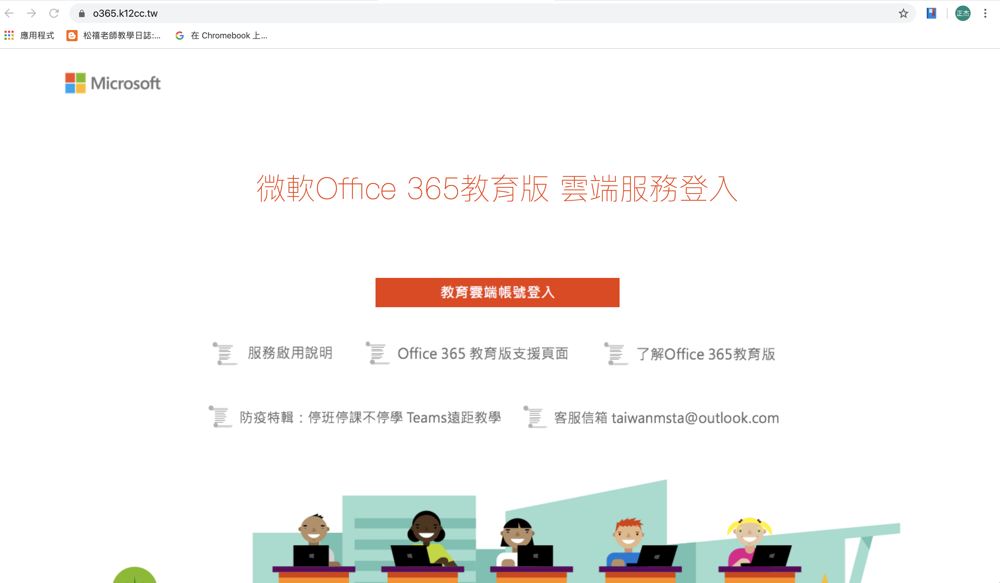 o365.k12cc.tw
正杰
應用程式
松禧老師教學日誌:...
在 Chromebook 上...
Microsoft
微軟Office 365教育版 雲端服務登入
教育雲端帳號登入
服務啟用說明
Office 365 教育版支援頁面
了解Office 365教育版
防疫特輯：停班停課不停學 Teams遠距教學
客服信箱 taiwanmsta@outlook.com